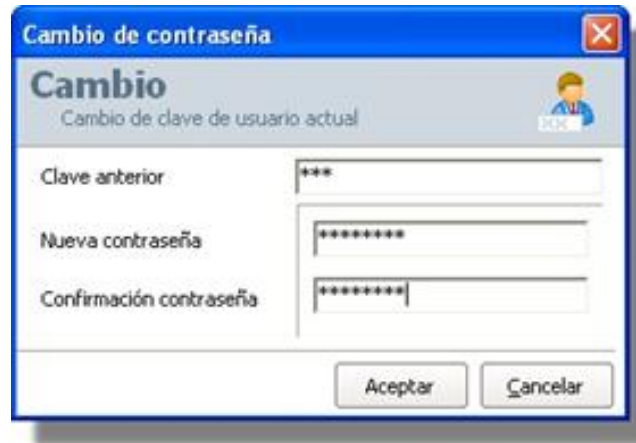 Cambio de contraseña
Cambio
Cambio de clave de usuario actual
Clave anterior ***
Nueva contraseña ********
Confirmación contraseña ********
Aceptar Cancelar